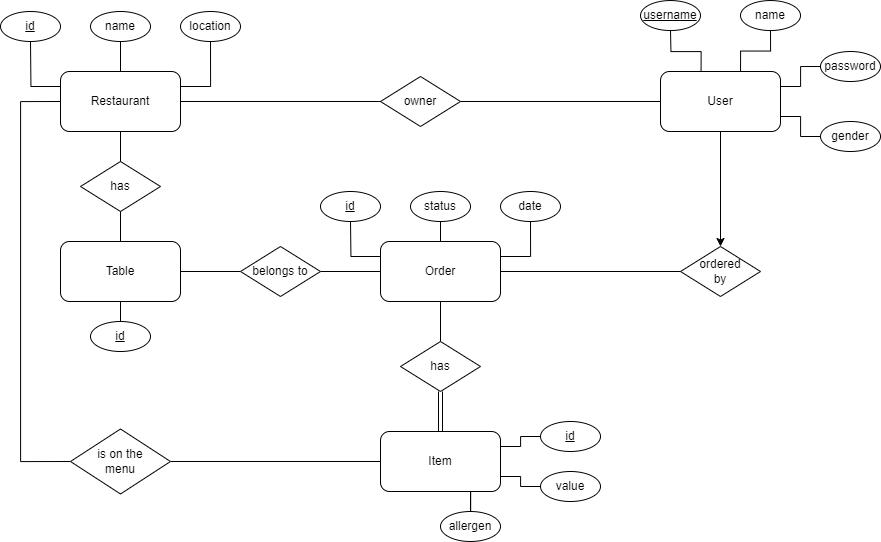 id
name
location
username
name
password
gender
Restaurant
owner
User
has
id
status
date
Table
belongs to
Order
ordered
by
id
has
is on the
menu
Item
id
value
allergen